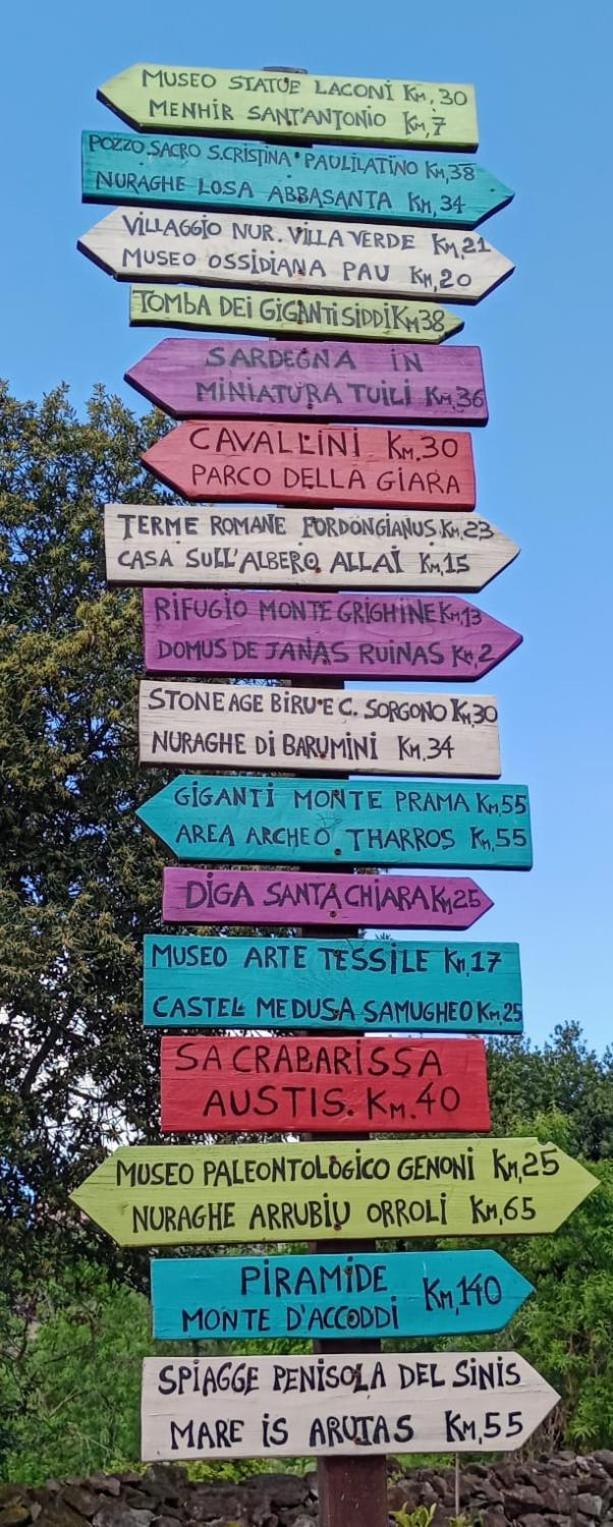 MUSEO STATUE LACONI KM, 30
MENHIR SANT'ANTONIO KM, 7
POZZO SACRO S.CRISTINA PAULILATINO KM,38
NURAGHE LOSA ABBASANTA KM, 34
VILLAGGIO NUR. VILLA VERDE KM,21
MUSEO OSSIDIANA PAU KM,20
TOMBA DEI GIGANTI SIDDI KM38
SARDEGNA IN
MINIATURA TUILI KM,36
CAVALLINI KM,30
PARCO DELLA GIARA
TERME ROMANE FORDONGIANUS KM,23
CASA SULL'ALBERO ALLAI KM,15
RIFUGIO MONTE GRIGHINE KM,13
DOMUS DE JANAS RUINAS KM,2
STONE AGE BIRU'E C. SORGONO KM,30
NURAGHE DI BARUMINI KM,34
GIGANTI MONTE PRAMA KM,55
AREA ARCHEO THARROS KM,55
DIGA SANTA CHIARA KM25
MUSEO ARTE TESSILE KM,17
CASTEL MEDUSA SAMUGHEO KM,25
SA CRABARISSA
AUSTIS. KM.40
MUSEO PALEONTOLOGICO GENONI KM,25
NURAGHE ARRUBIU ORROLI KM,65
PIRAMIDE KM,140
MONTE D'ACCODDI
SPIAGGE PENISOLA DEL SINIS
MARE IS ARUTAS KM,55